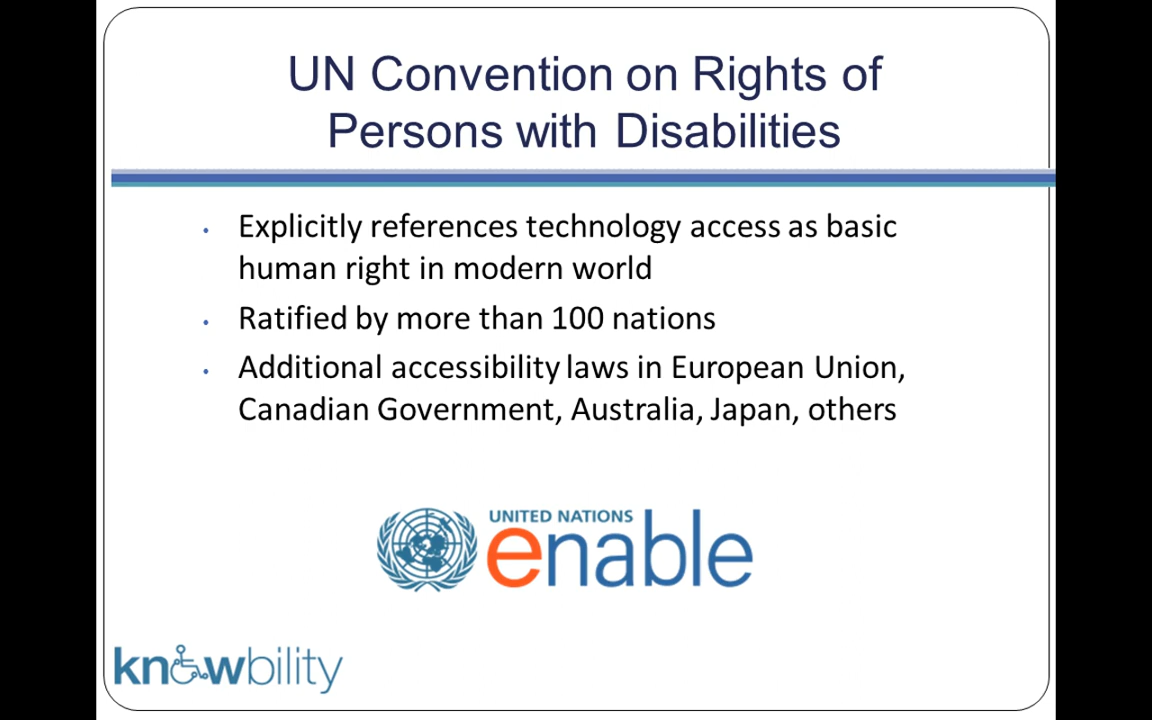 UN Convention on Rights of
Persons with Disabilities
• Explicitly references technology access as basic
human right in modern world
• Ratified by more than 100 nations
• Additional accessibility laws in European Union,
Canadian Government, Australia, Japan, others
UNITED NATIONS
enable
knowbility